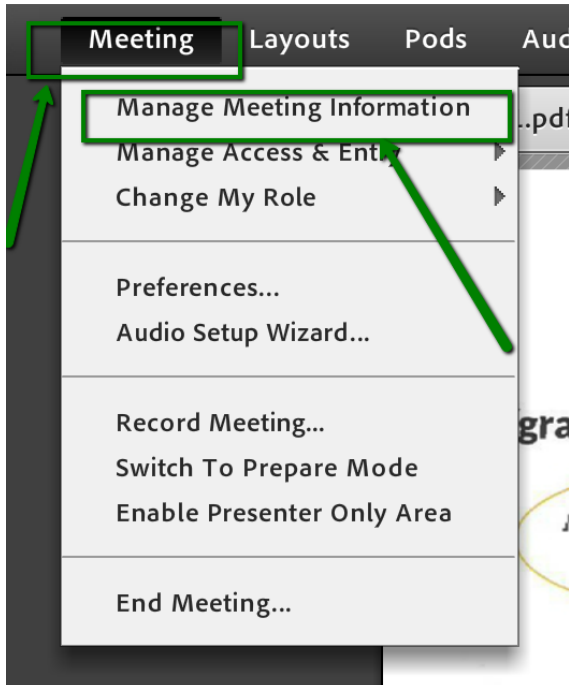 Meeting Layouts Pods
Manage Meeting Information
..pdf
Manage Access & Entry
Change My Role
Preferences...
Audio Setup Wizard...
Record Meeting...
Switch To Prepare Mode
Enable Presenter Only Area
End Meeting...